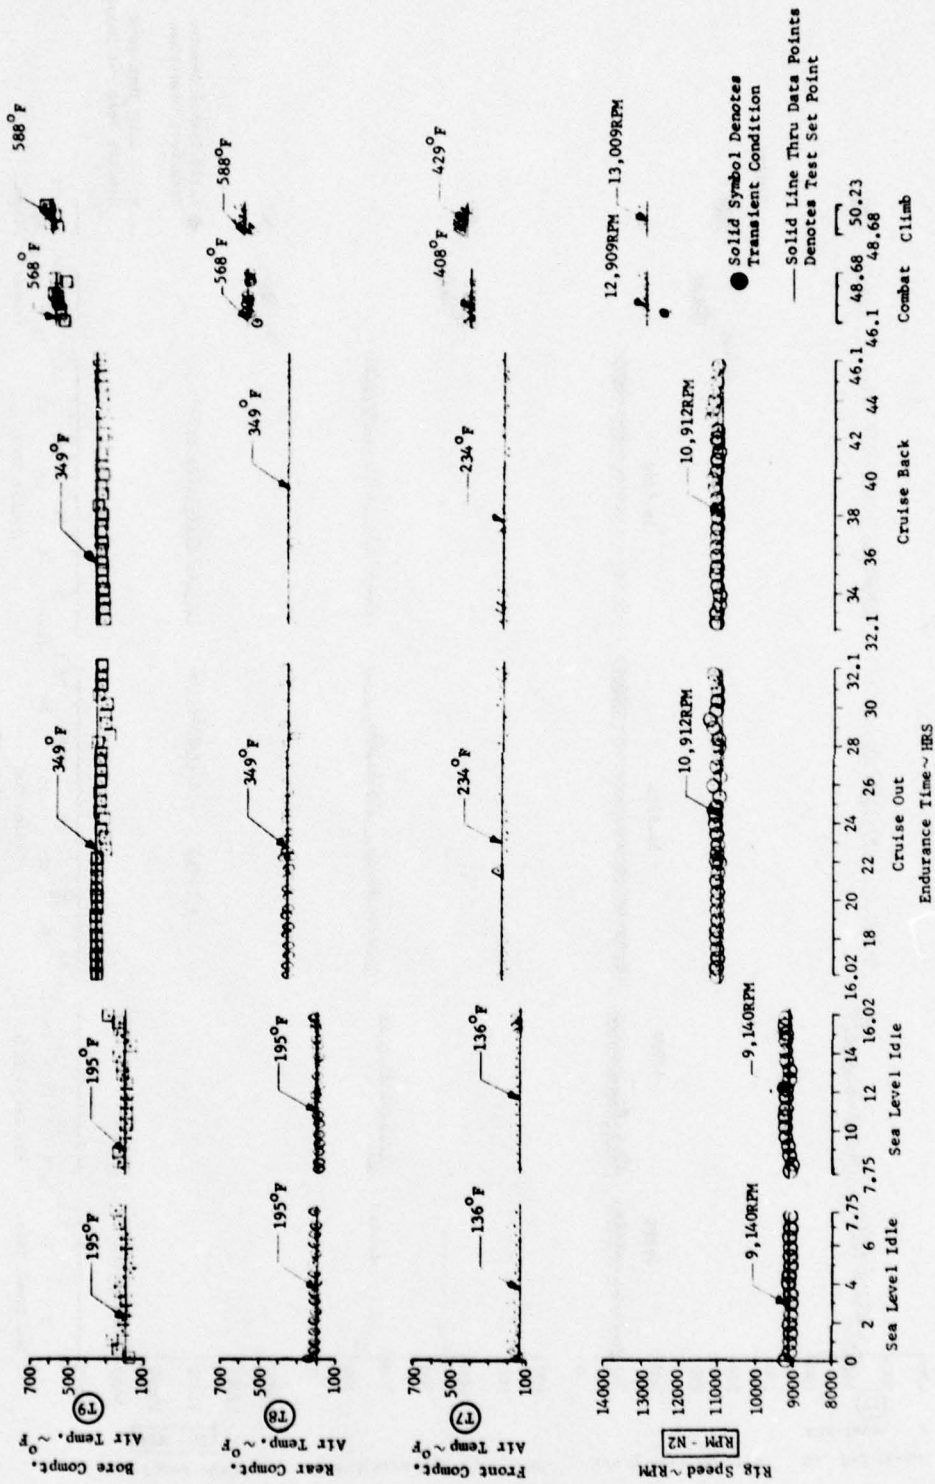 Bore Compt.
Air Temp. ~ °F
T9
700
500
100
195°F
195°F
349°F
349°F
568°F
588°F
Rear Compt.
Air Temp. ~ °F
T8
700
500
100
195°F
195°F
349°F
349°F
568°F
588°F
Front Compt.
Air Temp ~ °F
T7
700
500
100
136°F
136°F
234°F
234°F
408°F
429°F
Rig Speed ~ RPM
RPM - N2
14000
13000
12000
11000
10000
9000
8000
9,140RPM
9,140RPM
10,912RPM
10,912RPM
12,909RPM
13,009RPM
Solid Symbol Denotes
Transient Condition
Solid Line Thru Data Points
Denotes Test Set Point
0 2 4 6 7.75
7.75 10 12 14 16.02
16.02 18 20 22 24 26 28 30 32.1
32.1 34 36 38 40 42 44 46.1
46.1 48.68
48.68 50.23
Sea Level Idle
Sea Level Idle
Cruise Out
Cruise Back
Combat
Climb
Endurance Time ~ HRS